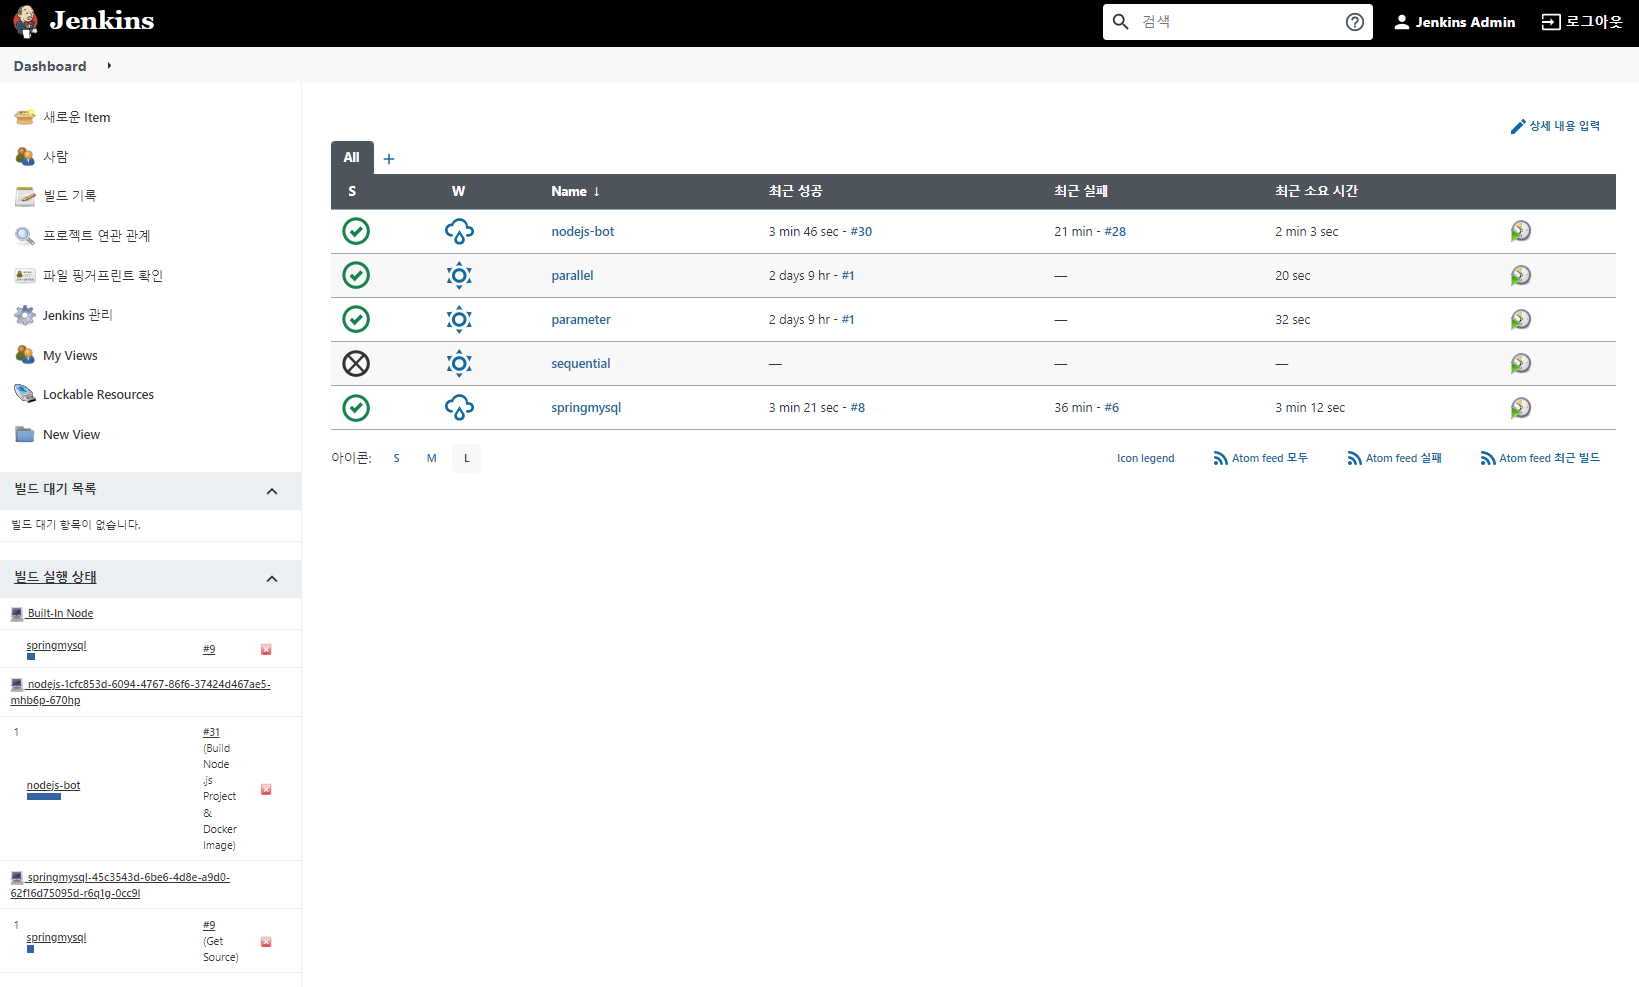 Jenkins
검색
Jenkins Admin
로그아웃
Dashboard
새로운 Item
사람
빌드 기록
프로젝트 연관 관계
파일 핑거프린트 확인
Jenkins 관리
My Views
Lockable Resources
New View
빌드 대기 목록
빌드 대기 항목이 없습니다.
빌드 실행 상태
Built-In Node
springmysql #9
nodejs-1cfc853d-6094-4767-86f6-37424d467ae5-
mhb6p-670hp
1 #31
(Build
Node
.js
Project
&
Docker
Image)
nodejs-bot
springmysql-45c3543d-6be6-4d8e-a9d0-
62f16d75095d-r6q1g-0cc9l
1 #9
springmysql
(Get
Source)
상세 내용 입력
All +
S W Name ↓ 최근 성공 최근 실패 최근 소요 시간
nodejs-bot 3 min 46 sec - #30 21 min - #28 2 min 3 sec
parallel 2 days 9 hr - #1 — 20 sec
parameter 2 days 9 hr - #1 — 32 sec
sequential — — —
springmysql 3 min 21 sec - #8 36 min - #6 3 min 12 sec
아이콘: S M L
Icon legend Atom feed 모두 Atom feed 실패 Atom feed 최근 빌드